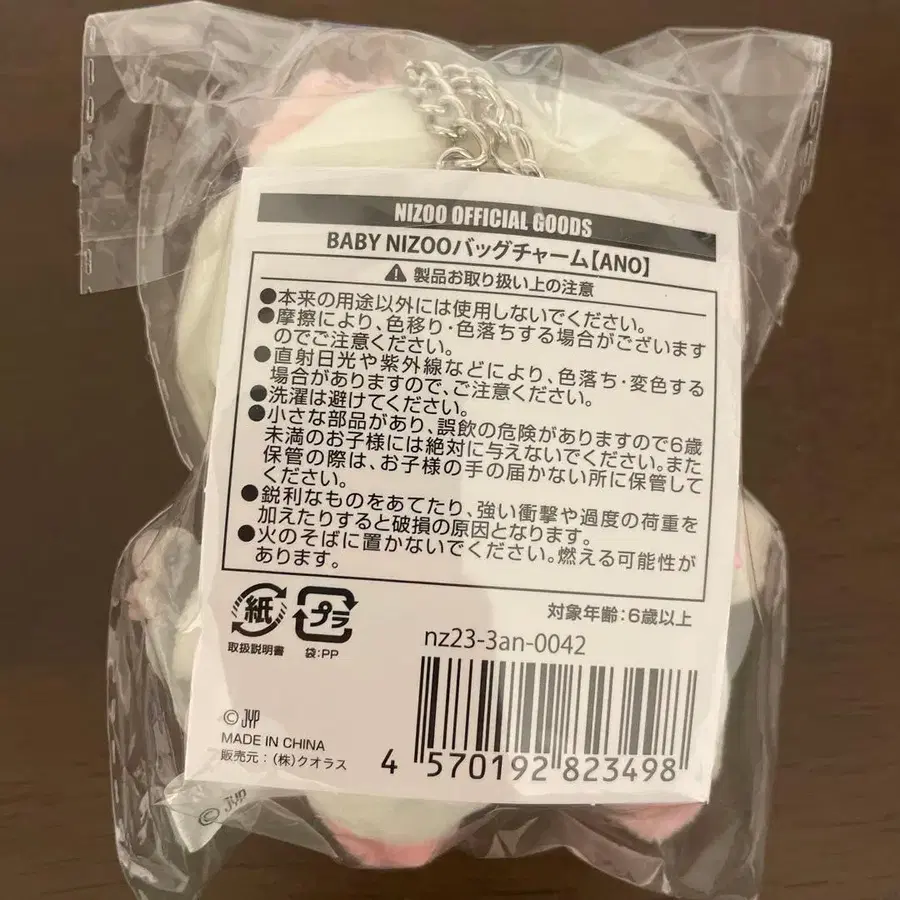 NIZOO OFFICIAL GOODS
BABY NIZOOバッグチャーム【ANO】
製品お取り扱い上の注意
●本来の用途以外には使用しないでください。
●摩擦により、色移り・色落ちする場合がございます
のでご注意ください。
●直射日光や紫外線などにより、色落ち・変色する
場合がありますので、ご注意ください。
●洗濯は避けてください。
●小さな部品があり、誤飲の危険がありますので6歳
未満のお子様には絶対に与えないでください。また
保管の際は、お子様の手の届かない所に保管して
ください。
●鋭利なものをあてたり、強い衝撃や過度の荷重を
加えたりすると破損の原因となります。
●火のそばに置かないでください。燃える可能性が
あります。
対象年齢:6歳以上
紙
プラ
取扱説明書
袋:PP
nz23-3an-0042
© JYP
MADE IN CHINA
販売元:(株)クオラス
4 570192 823498
© JYP